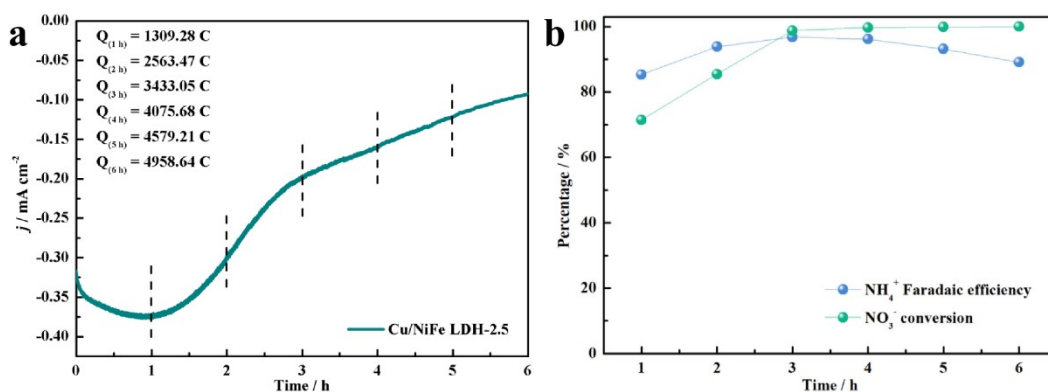 a
0.00
-0.05
-0.10
-0.15
-0.20
-0.25
-0.30
-0.35
-0.40
j / mA cm⁻²
Q(1 h) = 1309.28 C
Q(2 h) = 2563.47 C
Q(3 h) = 3433.05 C
Q(4 h) = 4075.68 C
Q(5 h) = 4579.21 C
Q(6 h) = 4958.64 C
Cu/NiFe LDH-2.5
0 1 2 3 4 5 6
Time / h
b
100
80
60
40
20
0
Percentage / %
NH₄⁺ Faradaic efficiency
NO₃⁻ conversion
1 2 3 4 5 6
Time / h